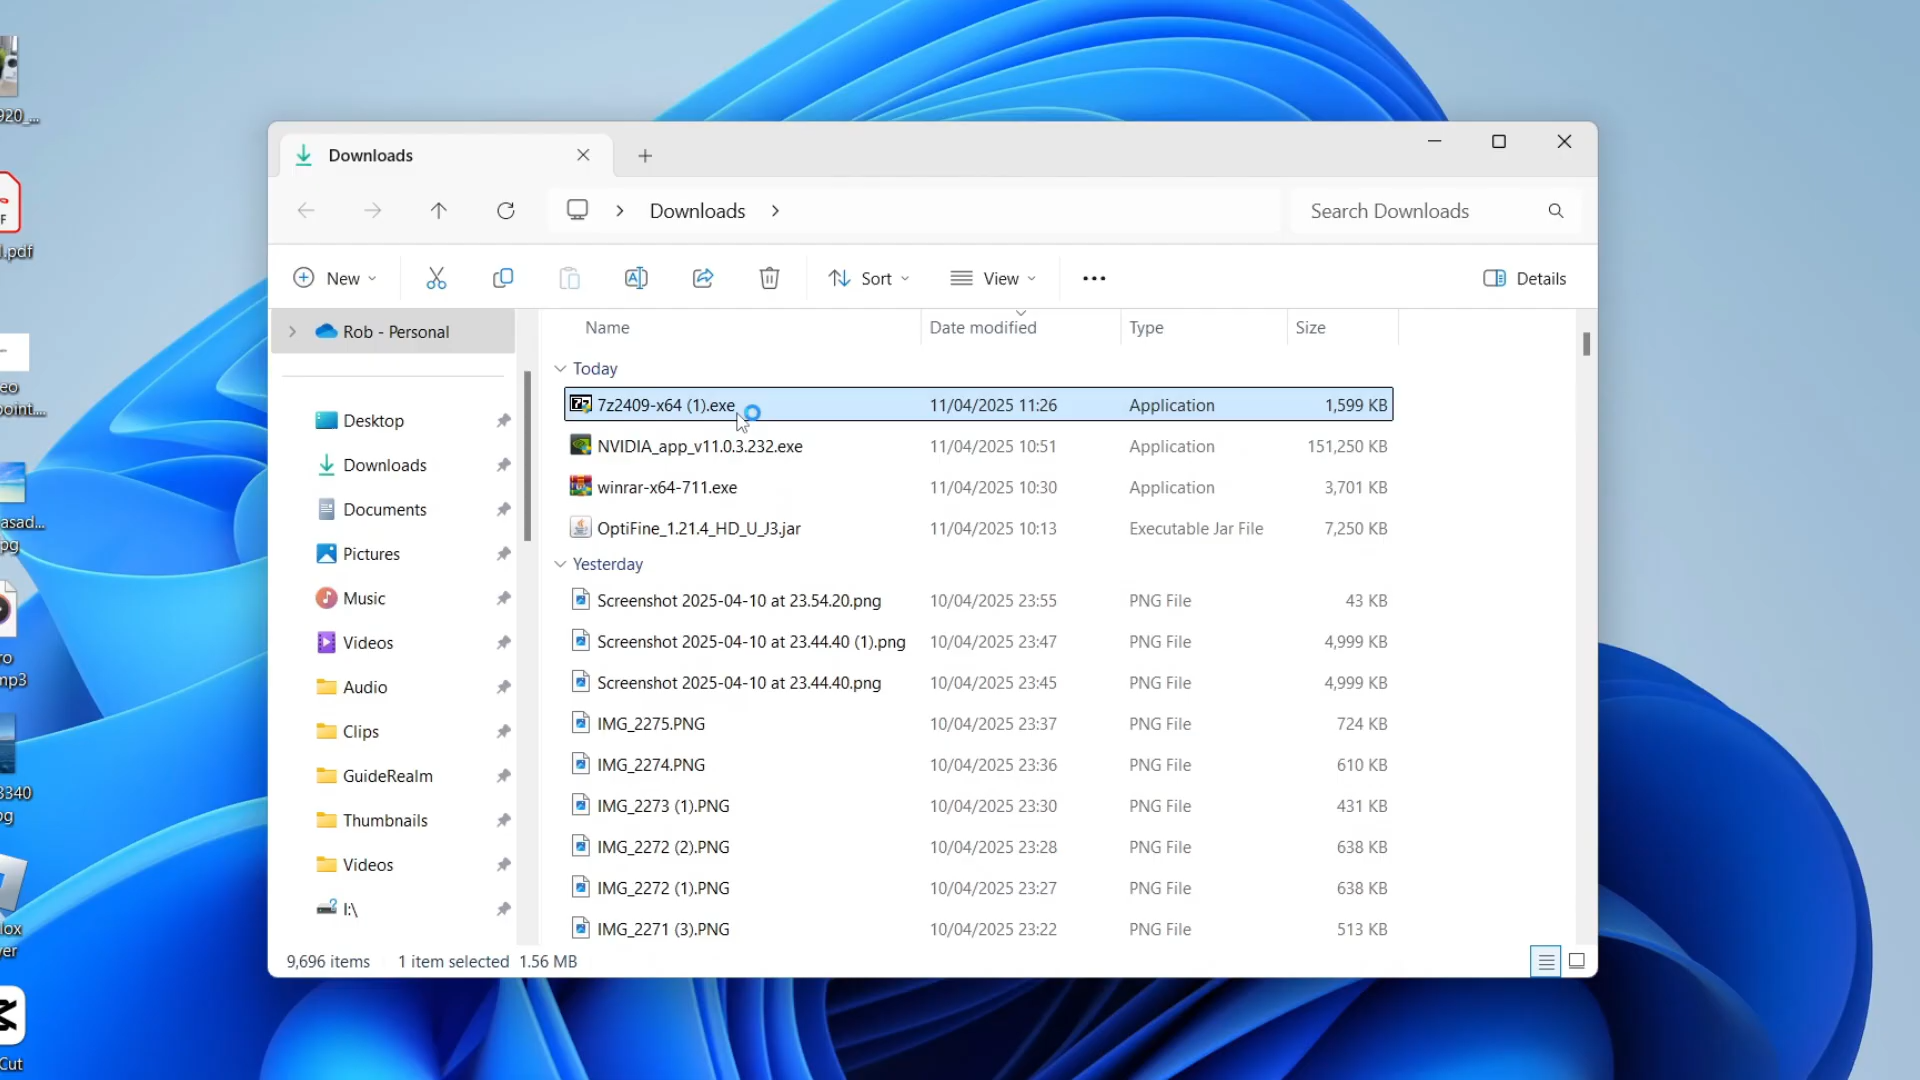 Downloads
Downloads
Search Downloads
New
Sort
View
Details
Rob - Personal
Desktop
Downloads
Documents
Pictures
Music
Videos
Audio
Clips
GuideRealm
Thumbnails
Videos
I:\
Name Date modified Type Size
Today
7z2409-x64 (1).exe 11/04/2025 11:26 Application 1,599 KB
NVIDIA_app_v11.0.3.232.exe 11/04/2025 10:51 Application 151,250 KB
winrar-x64-711.exe 11/04/2025 10:30 Application 3,701 KB
OptiFine_1.21.4_HD_U_J3.jar 11/04/2025 10:13 Executable Jar File 7,250 KB
Yesterday
Screenshot 2025-04-10 at 23.54.20.png 10/04/2025 23:55 PNG File 43 KB
Screenshot 2025-04-10 at 23.44.40 (1).png 10/04/2025 23:47 PNG File 4,999 KB
Screenshot 2025-04-10 at 23.44.40.png 10/04/2025 23:45 PNG File 4,999 KB
IMG_2275.PNG 10/04/2025 23:37 PNG File 724 KB
IMG_2274.PNG 10/04/2025 23:36 PNG File 610 KB
IMG_2273 (1).PNG 10/04/2025 23:30 PNG File 431 KB
IMG_2272 (2).PNG 10/04/2025 23:28 PNG File 638 KB
IMG_2272 (1).PNG 10/04/2025 23:27 PNG File 638 KB
IMG_2271 (3).PNG 10/04/2025 23:22 PNG File 513 KB
9,696 items 1 item selected 1.56 MB
920_...
l.pdf
eo
point....
asad...
pg
ro
mp3
3340
pg
lox
yer
Cut